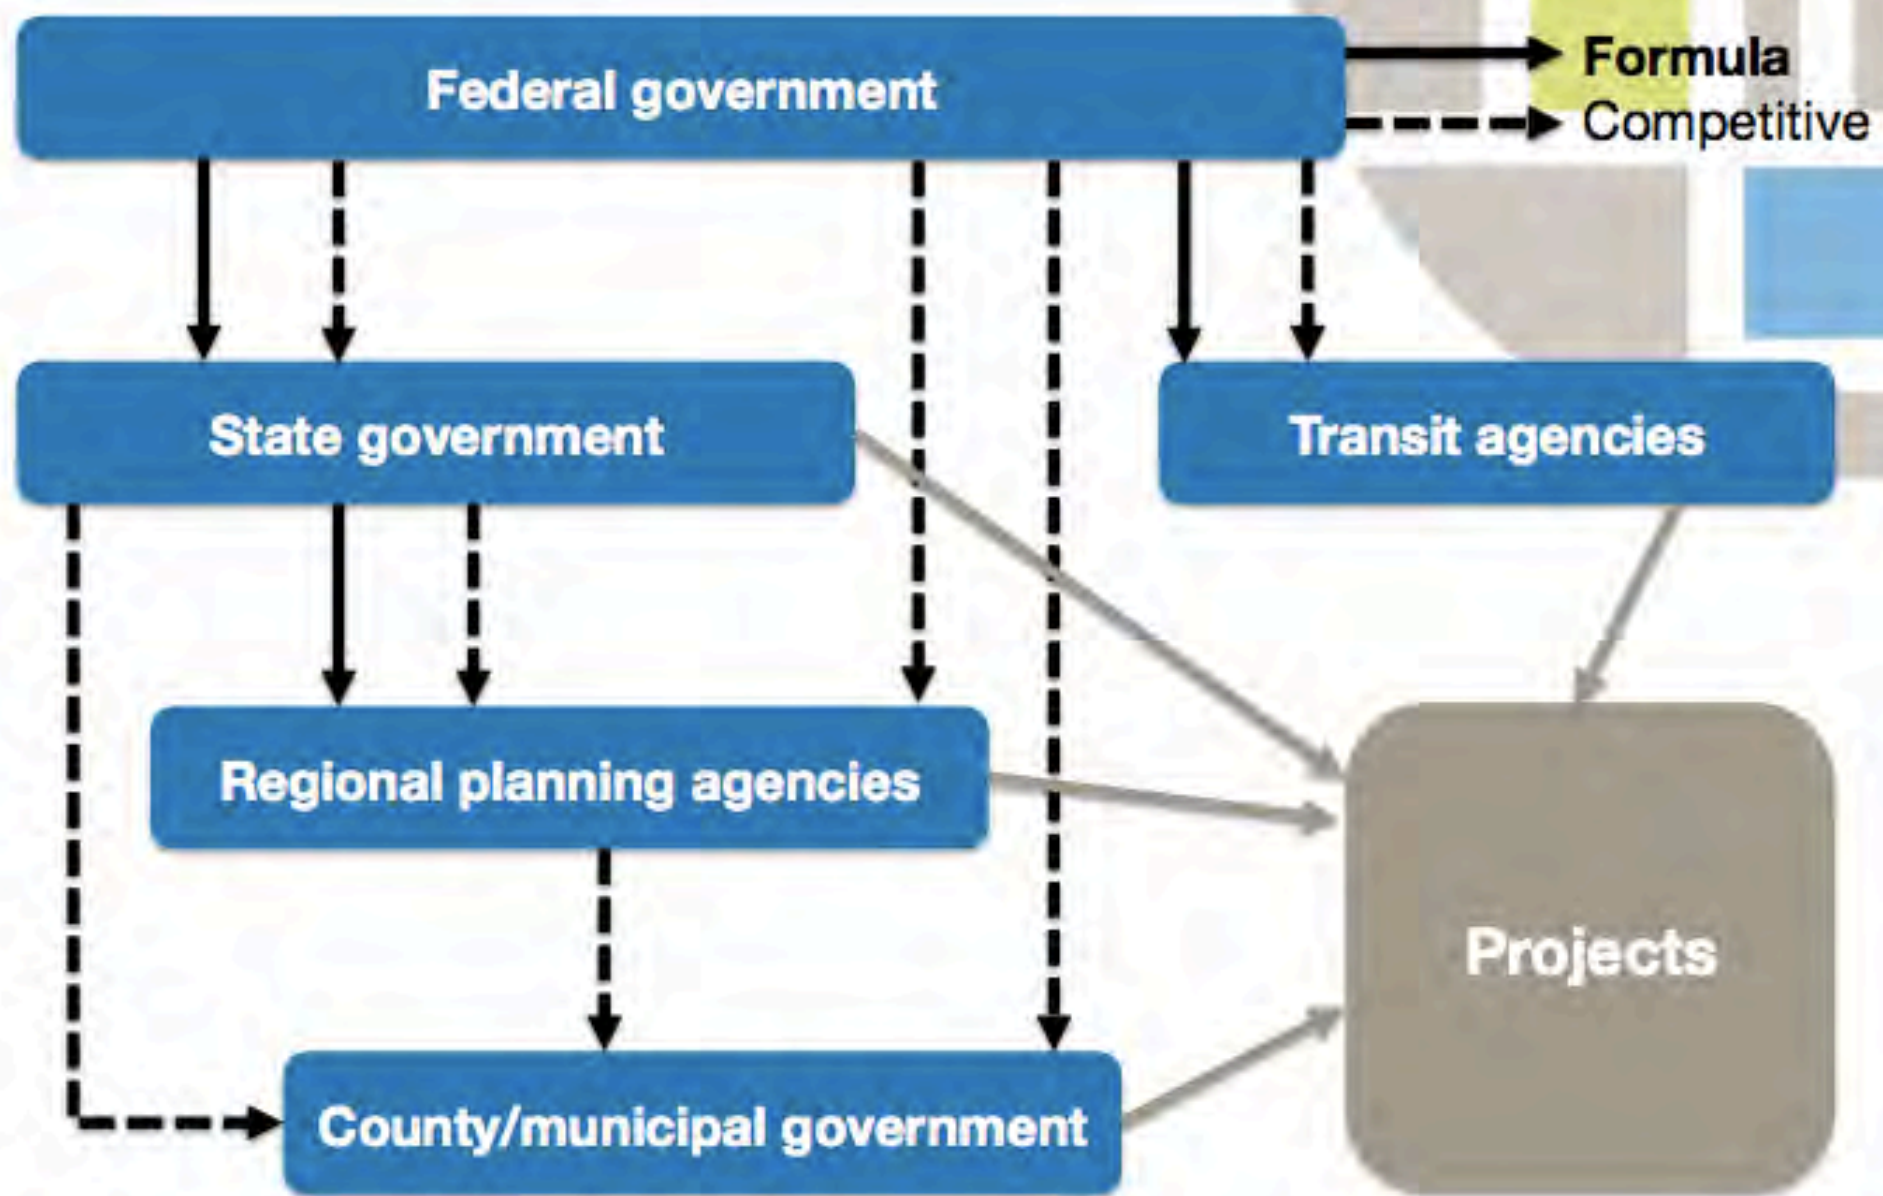 Federal government
Formula
Competitive
State government
Transit agencies
Regional planning agencies
Projects
County/municipal government